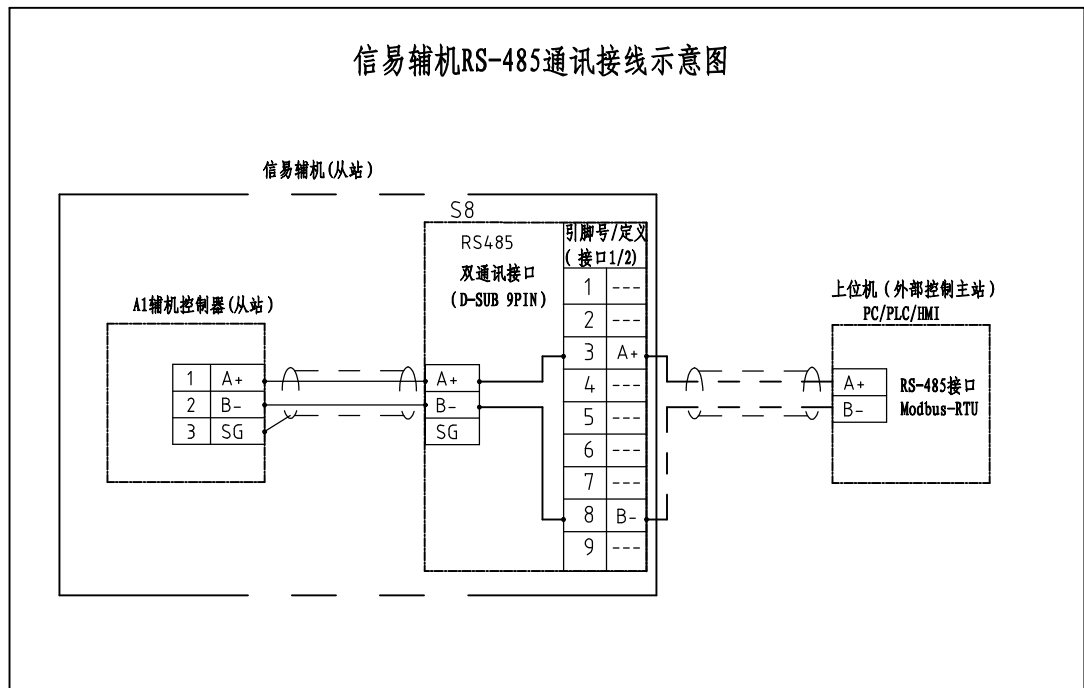 信易辅机RS-485通讯接线示意图
信易辅机(从站)
S8
RS485
双通讯接口
(D-SUB 9PIN)
引脚号/定义
(接口1/2)
1 ---
2 ---
3 A+
4 ---
5 ---
6 ---
7 ---
8 B-
9 ---
A1辅机控制器(从站)
1 A+
2 B-
3 SG
A+
B-
SG
上位机(外部控制主站)
PC/PLC/HMI
A+
B-
RS-485接口
Modbus-RTU